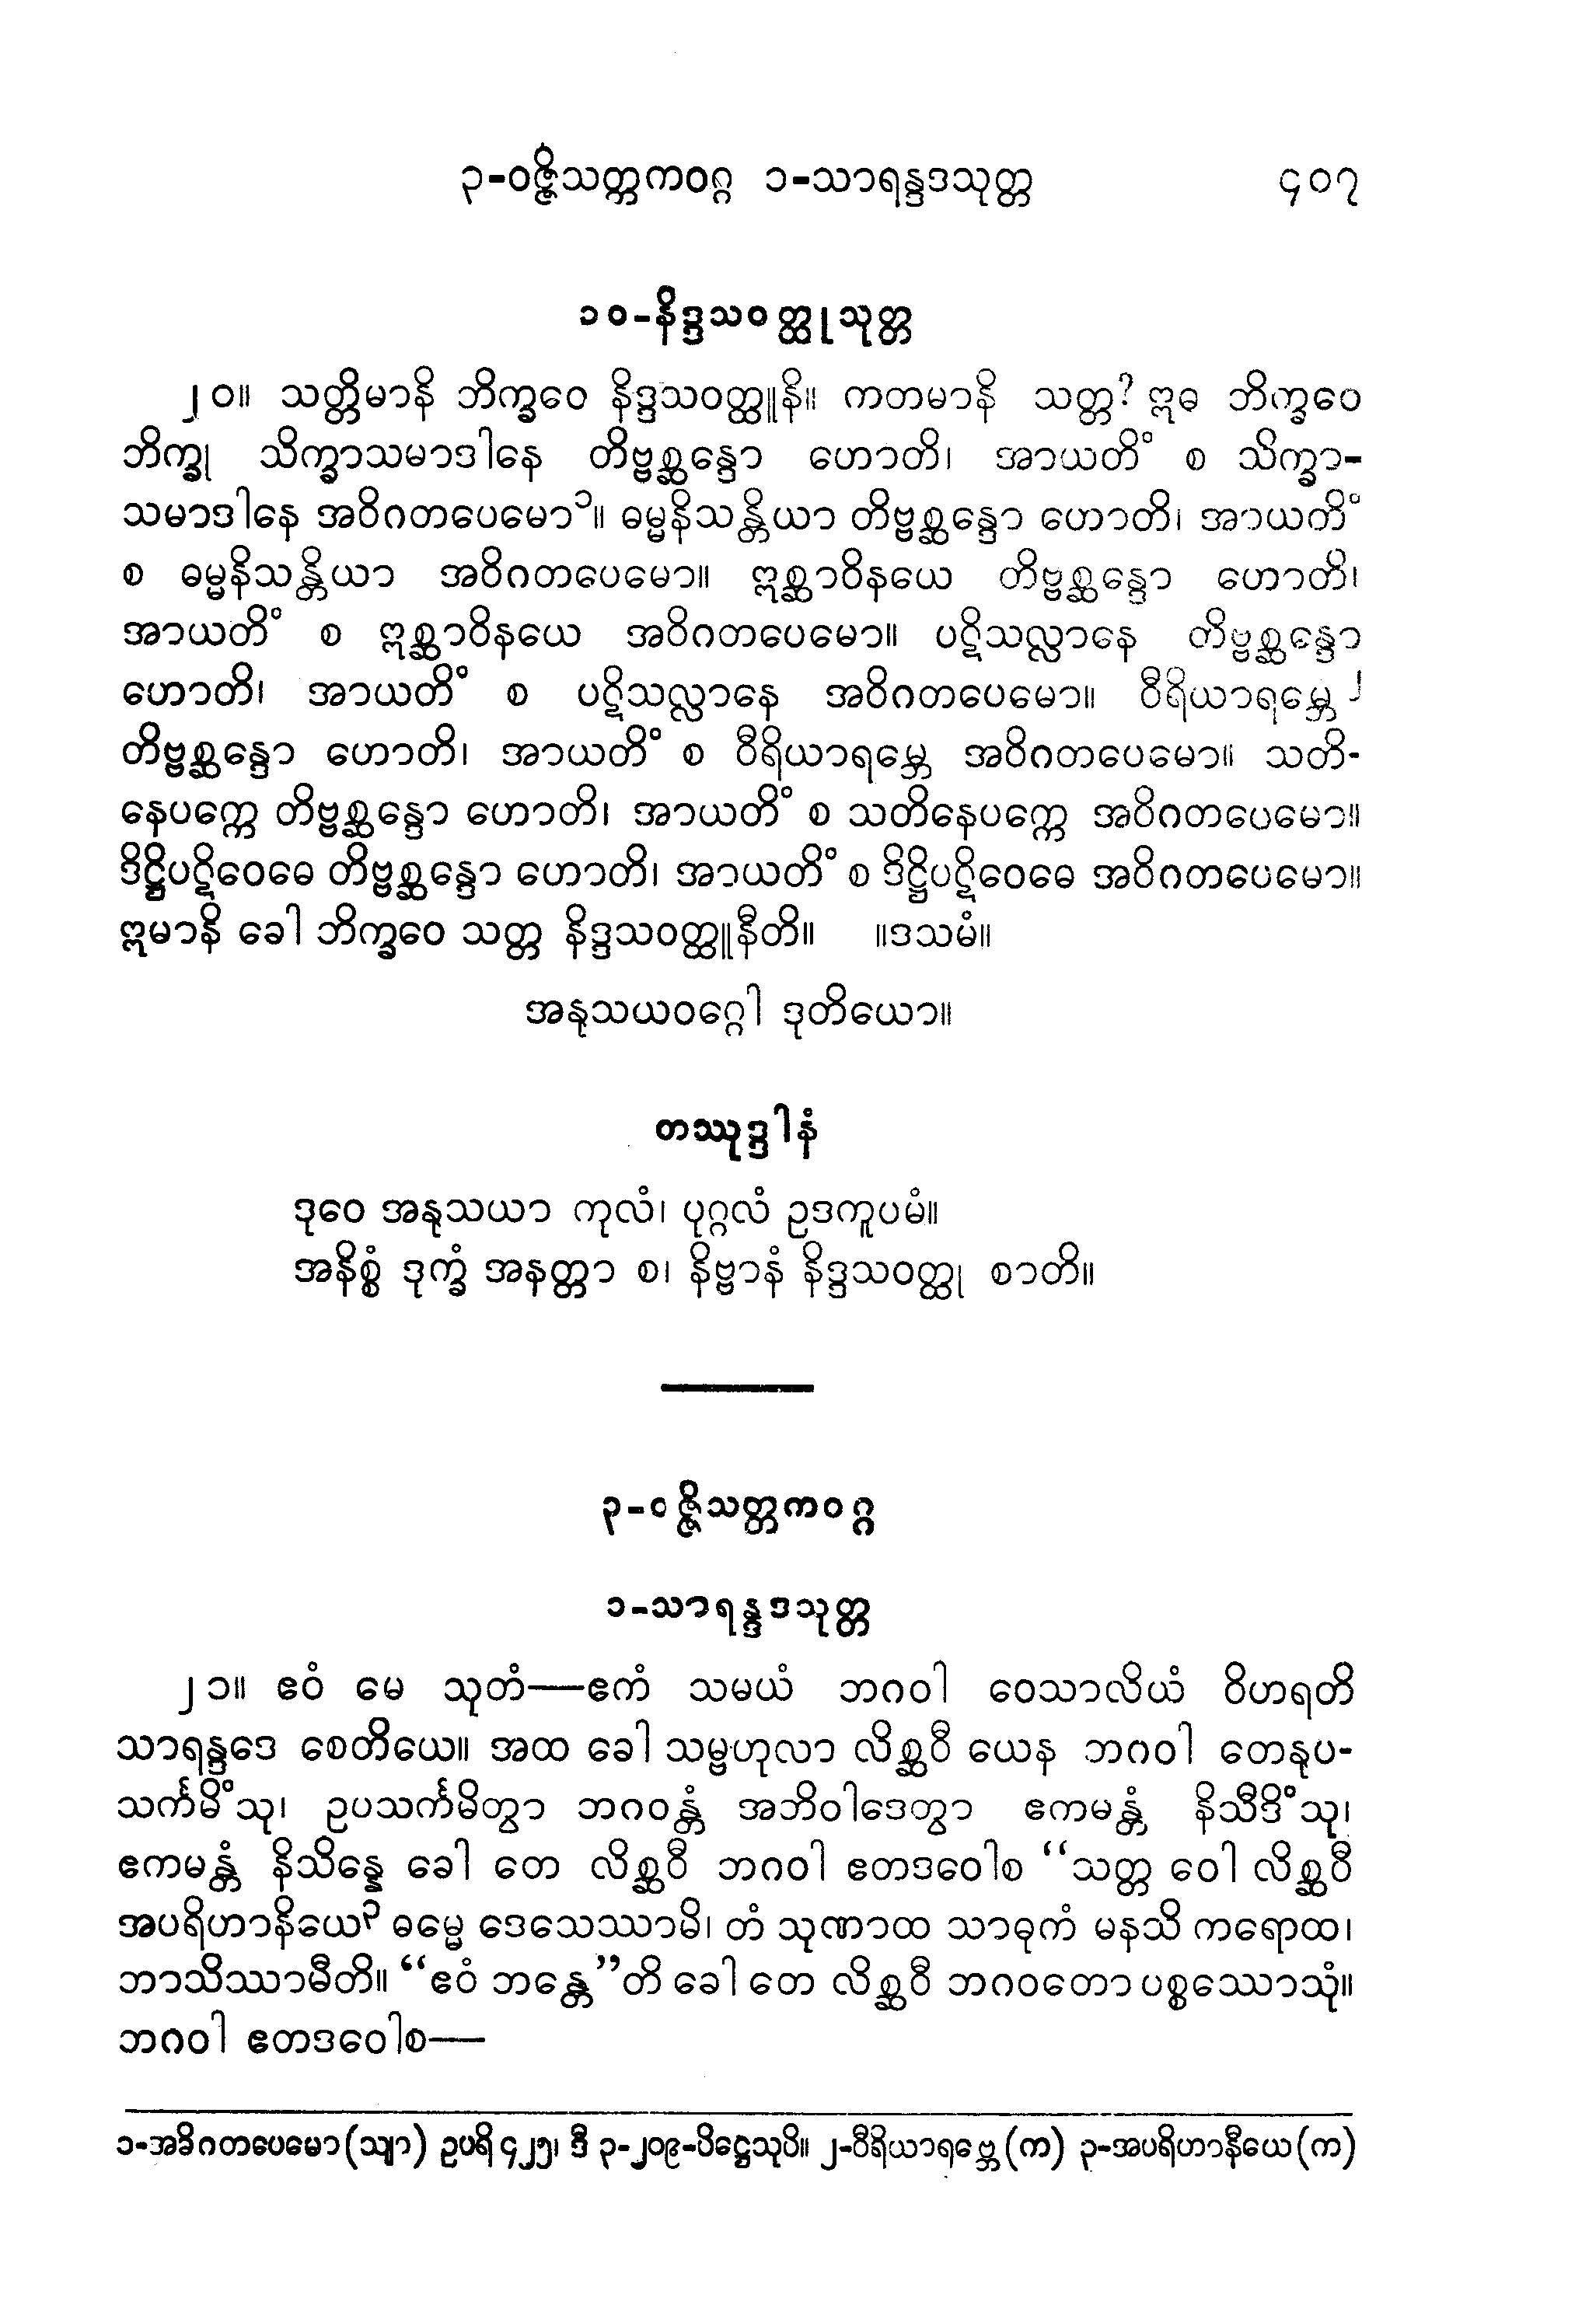 ၃-ဝဇ္ဇိသတ္တကဝဂ္ဂ ၁-သာရန္ဒဒသုတ္တ ၄၀၇
၁၀-နိဒ္ဒသဝတ္ထုသုတ္တ
၂၀။ သတ္တိမာနိ ဘိက္ခဝေ နိဒ္ဒသဝတ္ထူနိ။ ကတမာနိ သတ္တ? ဣဓ ဘိက္ခဝေ
ဘိက္ခု သိက္ခာသမာဒါနေ တိဗ္ဗစ္ဆန္ဒော ဟောတိ၊ အာယတိံ စ သိက္ခာ-
သမာဒါနေ အဝိဂတပေမော၁။ ဓမ္မနိသန္တိယာ တိဗ္ဗစ္ဆန္ဒော ဟောတိ၊ အာယတိံ
စ ဓမ္မနိသန္တိယာ အဝိဂတပေမော။ ဣစ္ဆာဝိနယေ တိဗ္ဗစ္ဆန္ဒော ဟောတိ၊
အာယတိံ စ ဣစ္ဆာဝိနယေ အဝိဂတပေမော။ ပဋိသလ္လာနေ တိဗ္ဗစ္ဆန္ဒော
ဟောတိ၊ အာယတိံ စ ပဋိသလ္လာနေ အဝိဂတပေမော။ ဝီရိယာရမ္ဘေ ၂
တိဗ္ဗစ္ဆန္ဒော ဟောတိ၊ အာယတိံ စ ဝီရိယာရမ္ဘေ အဝိဂတပေမော။ သတိ-
နေပက္ကေ တိဗ္ဗစ္ဆန္ဒော ဟောတိ၊ အာယတိံ စ သတိနေပက္ကေ အဝိဂတပေမော။
ဒိဋ္ဌိပဋိဝေဓေ တိဗ္ဗစ္ဆန္ဒော ဟောတိ၊ အာယတိံ စ ဒိဋ္ဌိပဋိဝေဓေ အဝိဂတပေမော။
ဣမာနိ ခေါ ဘိက္ခဝေ သတ္တ နိဒ္ဒသဝတ္ထူနီတိ။ ။ဒသမံ။
အနုသယဝဂ္ဂေါ ဒုတိယော။
တဿုဒ္ဒါနံ
ဒုဝေ အနုသယာ ကုလံ၊ ပုဂ္ဂလံ ဥဒကူပမံ။
အနိစ္စံ ဒုက္ခံ အနတ္တာ စ၊ နိဗ္ဗာနံ နိဒ္ဒသဝတ္ထု စာတိ။
၃-ဝဇ္ဇိသတ္တကဝဂ္ဂ
၁-သာရန္ဒဒသုတ္တ
၂၁။ ဧဝံ မေ သုတံ—ဧကံ သမယံ ဘဂဝါ ဝေသာလိယံ ဝိဟရတိ
သာရန္ဒဒေ စေတိယေ။ အထ ခေါ သမ္ဗဟုလာ လိစ္ဆဝီ ယေန ဘဂဝါ တေနုပ-
သင်္ကမိံသု၊ ဥပသင်္ကမိတွာ ဘဂဝန္တံ အဘိဝါဒေတွာ ဧကမန္တံ နိသီဒိံသု၊
ဧကမန္တံ နိသိန္နေ ခေါ တေ လိစ္ဆဝီ ဘဂဝါ ဧတဒဝေါစ “သတ္တ ဝေါ လိစ္ဆဝီ
အပရိဟာနိယေ၃ ဓမ္မေ ဒေသေဿာမိ၊ တံ သုဏာထ သာဓုကံ မနသိ ကရောထ၊
ဘာသိဿာမီတိ။ “ဧဝံ ဘန္တေ”တိ ခေါ တေ လိစ္ဆဝီ ဘဂဝတော ပစ္စဿောသုံ။
ဘဂဝါ ဧတဒဝေါစ—
၁-အဓိဂတပေမော(သျာ) ဥပရိ ၄၂၅၊ ဒီ ၃-၂၀၉-ပိဋ္ဌေသုပိ။ ၂-ဝီရိယာရဗ္ဘေ(က) ၃-အပရိဟာနီယေ(က)